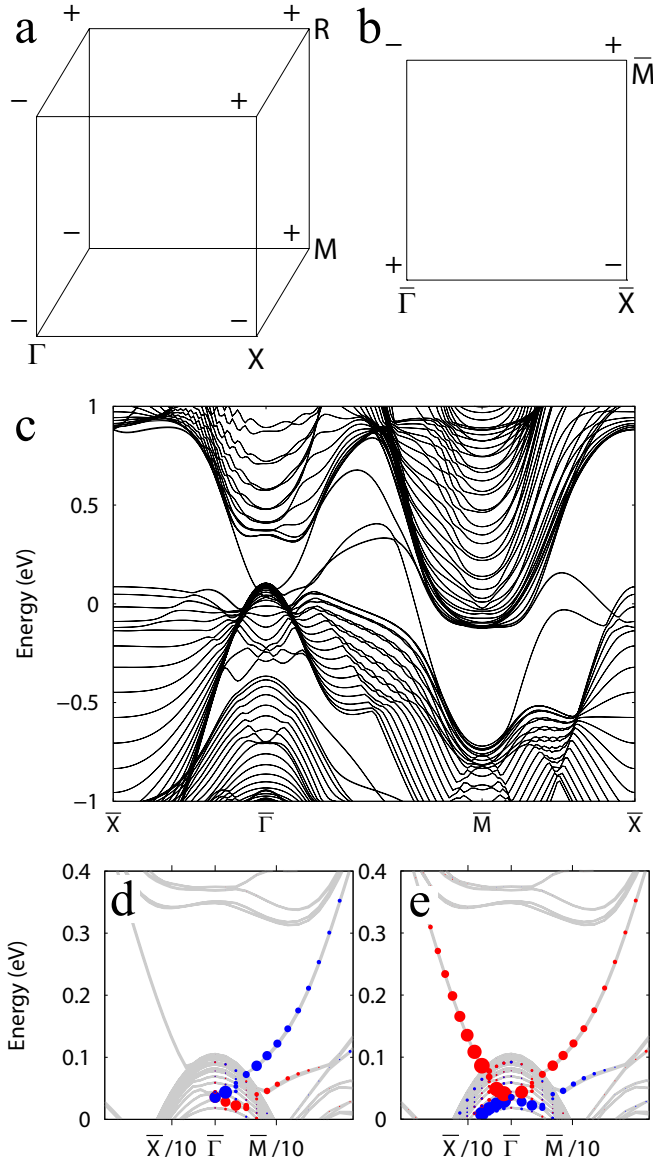 a
b
+ + R
− +
− + M
− −
Γ X
− + M̄
+ −
Γ̄ X̄
c
Energy (eV)
1
0.5
0
−0.5
−1
X̄ Γ̄ M̄ X̄
d
e
Energy (eV)
0.4 0.4
0.3 0.3
0.2 0.2
0.1 0.1
0 0
X̄/10 Γ̄ M̄/10 X̄/10 Γ̄ M̄/10